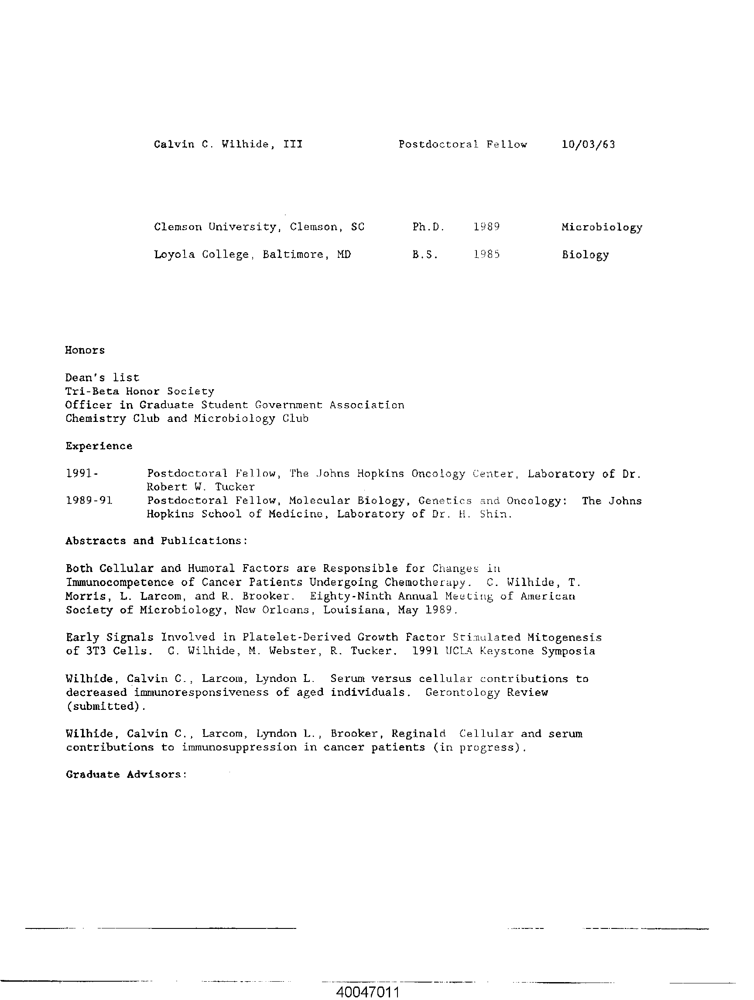 Calvin C. Wilhide, III Postdoctoral Fellow 10/03/63
Clemson University, Clemson, SC Ph.D. 1989 Microbiology
Loyola College, Baltimore, MD B.S. 1985 Biology
Honors
Dean's list
Tri-Beta Honor Society
Officer in Graduate Student Government Association
Chemistry Club and Microbiology Club
Experience
1991- Postdoctoral Fellow, The Johns Hopkins Oncology Center, Laboratory of Dr.
Robert W. Tucker
1989-91 Postdoctoral Fellow, Molecular Biology, Genetics and Oncology: The Johns
Hopkins School of Medicine, Laboratory of Dr. H. Shin.
Abstracts and Publications:
Both Cellular and Humoral Factors are Responsible for Changes in
Immunocompetence of Cancer Patients Undergoing Chemotherapy. C. Wilhide, T.
Morris, L. Larcom, and R. Brooker. Eighty-Ninth Annual Meeting of American
Society of Microbiology, New Orleans, Louisiana, May 1989.
Early Signals Involved in Platelet-Derived Growth Factor Stimulated Mitogenesis
of 3T3 Cells. C. Wilhide, M. Webster, R. Tucker. 1991 UCLA Keystone Symposia
Wilhide, Calvin C., Larcom, Lyndon L. Serum versus cellular contributions to
decreased immunoresponsiveness of aged individuals. Gerontology Review
(submitted).
Wilhide, Calvin C., Larcom, Lyndon L., Brooker, Reginald Cellular and serum
contributions to immunosuppression in cancer patients (in progress).
Graduate Advisors:
40047011